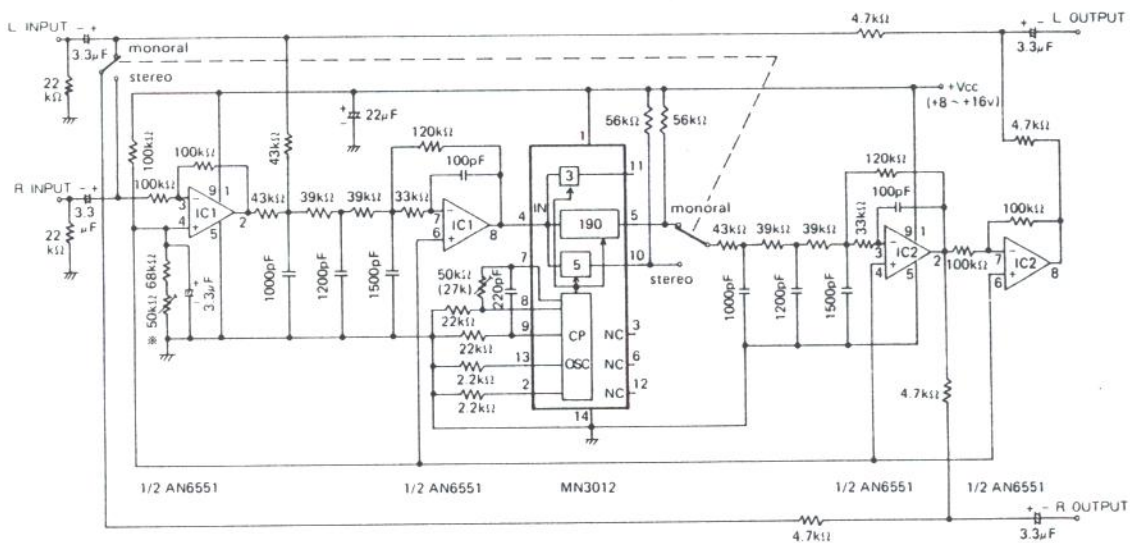 L INPUT
- +
3.3μF
monoral
stereo
22
kΩ
4.7kΩ
+ -
L OUTPUT
3.3μF
+Vcc
(+8 ~ +16v)
22μF
+
-
100kΩ
43kΩ
120kΩ
100pF
56kΩ
56kΩ
4.7kΩ
R INPUT
- +
3.3
μF
22
kΩ
100kΩ
100kΩ
3
4
9
1
2
5
-
+
IC1
43kΩ
39kΩ
39kΩ
33kΩ
7
6
8
-
+
IC1
68kΩ
※ 50kΩ
3.3μF
+
-
1000pF
1200pF
1500pF
1
11
3
IN
4
190
5
monoral
5
10
stereo
7
50kΩ
(27k)
220pF
8
22kΩ
9
22kΩ
13
2.2kΩ
2
2.2kΩ
CP
OSC
NC
3
NC
6
NC
12
14
43kΩ
39kΩ
39kΩ
33kΩ
120kΩ
100pF
1000pF
1200pF
1500pF
3
4
9
1
2
5
-
+
IC2
100kΩ
100kΩ
7
6
8
-
+
IC2
4.7kΩ
1/2 AN6551
1/2 AN6551
MN3012
1/2 AN6551
1/2 AN6551
4.7kΩ
+ -
R OUTPUT
3.3μF